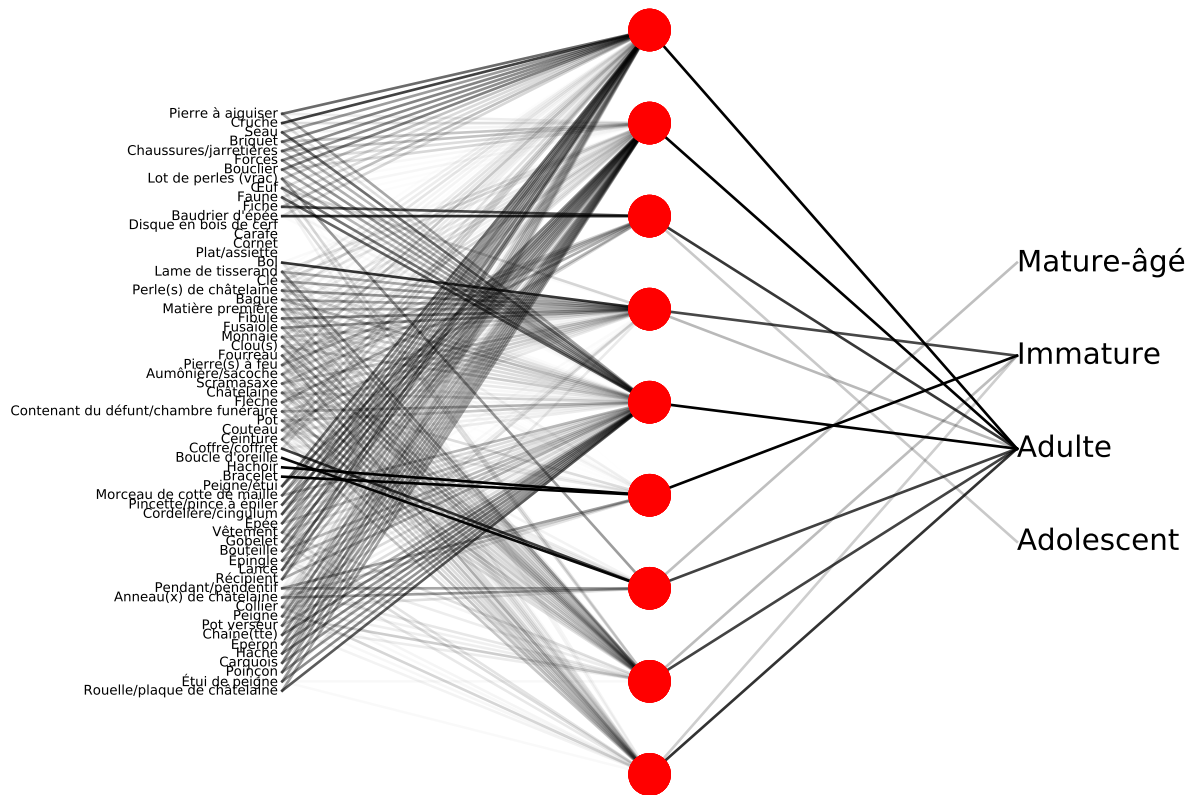 Pierre à aiguiser
Cruche
Seau
Briquet
Chaussures/jarretières
Forces
Bouclier
Lot de perles (vrac)
Œuf
Faune
Fiche
Baudrier d'épée
Disque en bois de cerf
Carafe
Cornet
Plat/assiette
Bol
Lame de tisserand
Clé
Perle(s) de châtelaine
Bague
Matière première
Fibule
Fusaïole
Monnaie
Clou(s)
Fourreau
Pierre(s) à feu
Aumônière/sacoche
Scramasaxe
Châtelaine
Flèche
Contenant du défunt/chambre funéraire
Pot
Couteau
Ceinture
Coffre/coffret
Boucle d'oreille
Hachoir
Bracelet
Peigne/étui
Morceau de cotte de maille
Pincette/pince à épiler
Cordelière/cingulum
Épée
Vêtement
Gobelet
Bouteille
Épingle
Lance
Récipient
Pendant/pendentif
Anneau(x) de châtelaine
Collier
Peigne
Pot verseur
Chaîne(tte)
Éperon
Hache
Carquois
Poinçon
Étui de peigne
Rouelle/plaque de châtelaine
Mature-âgé
Immature
Adulte
Adolescent